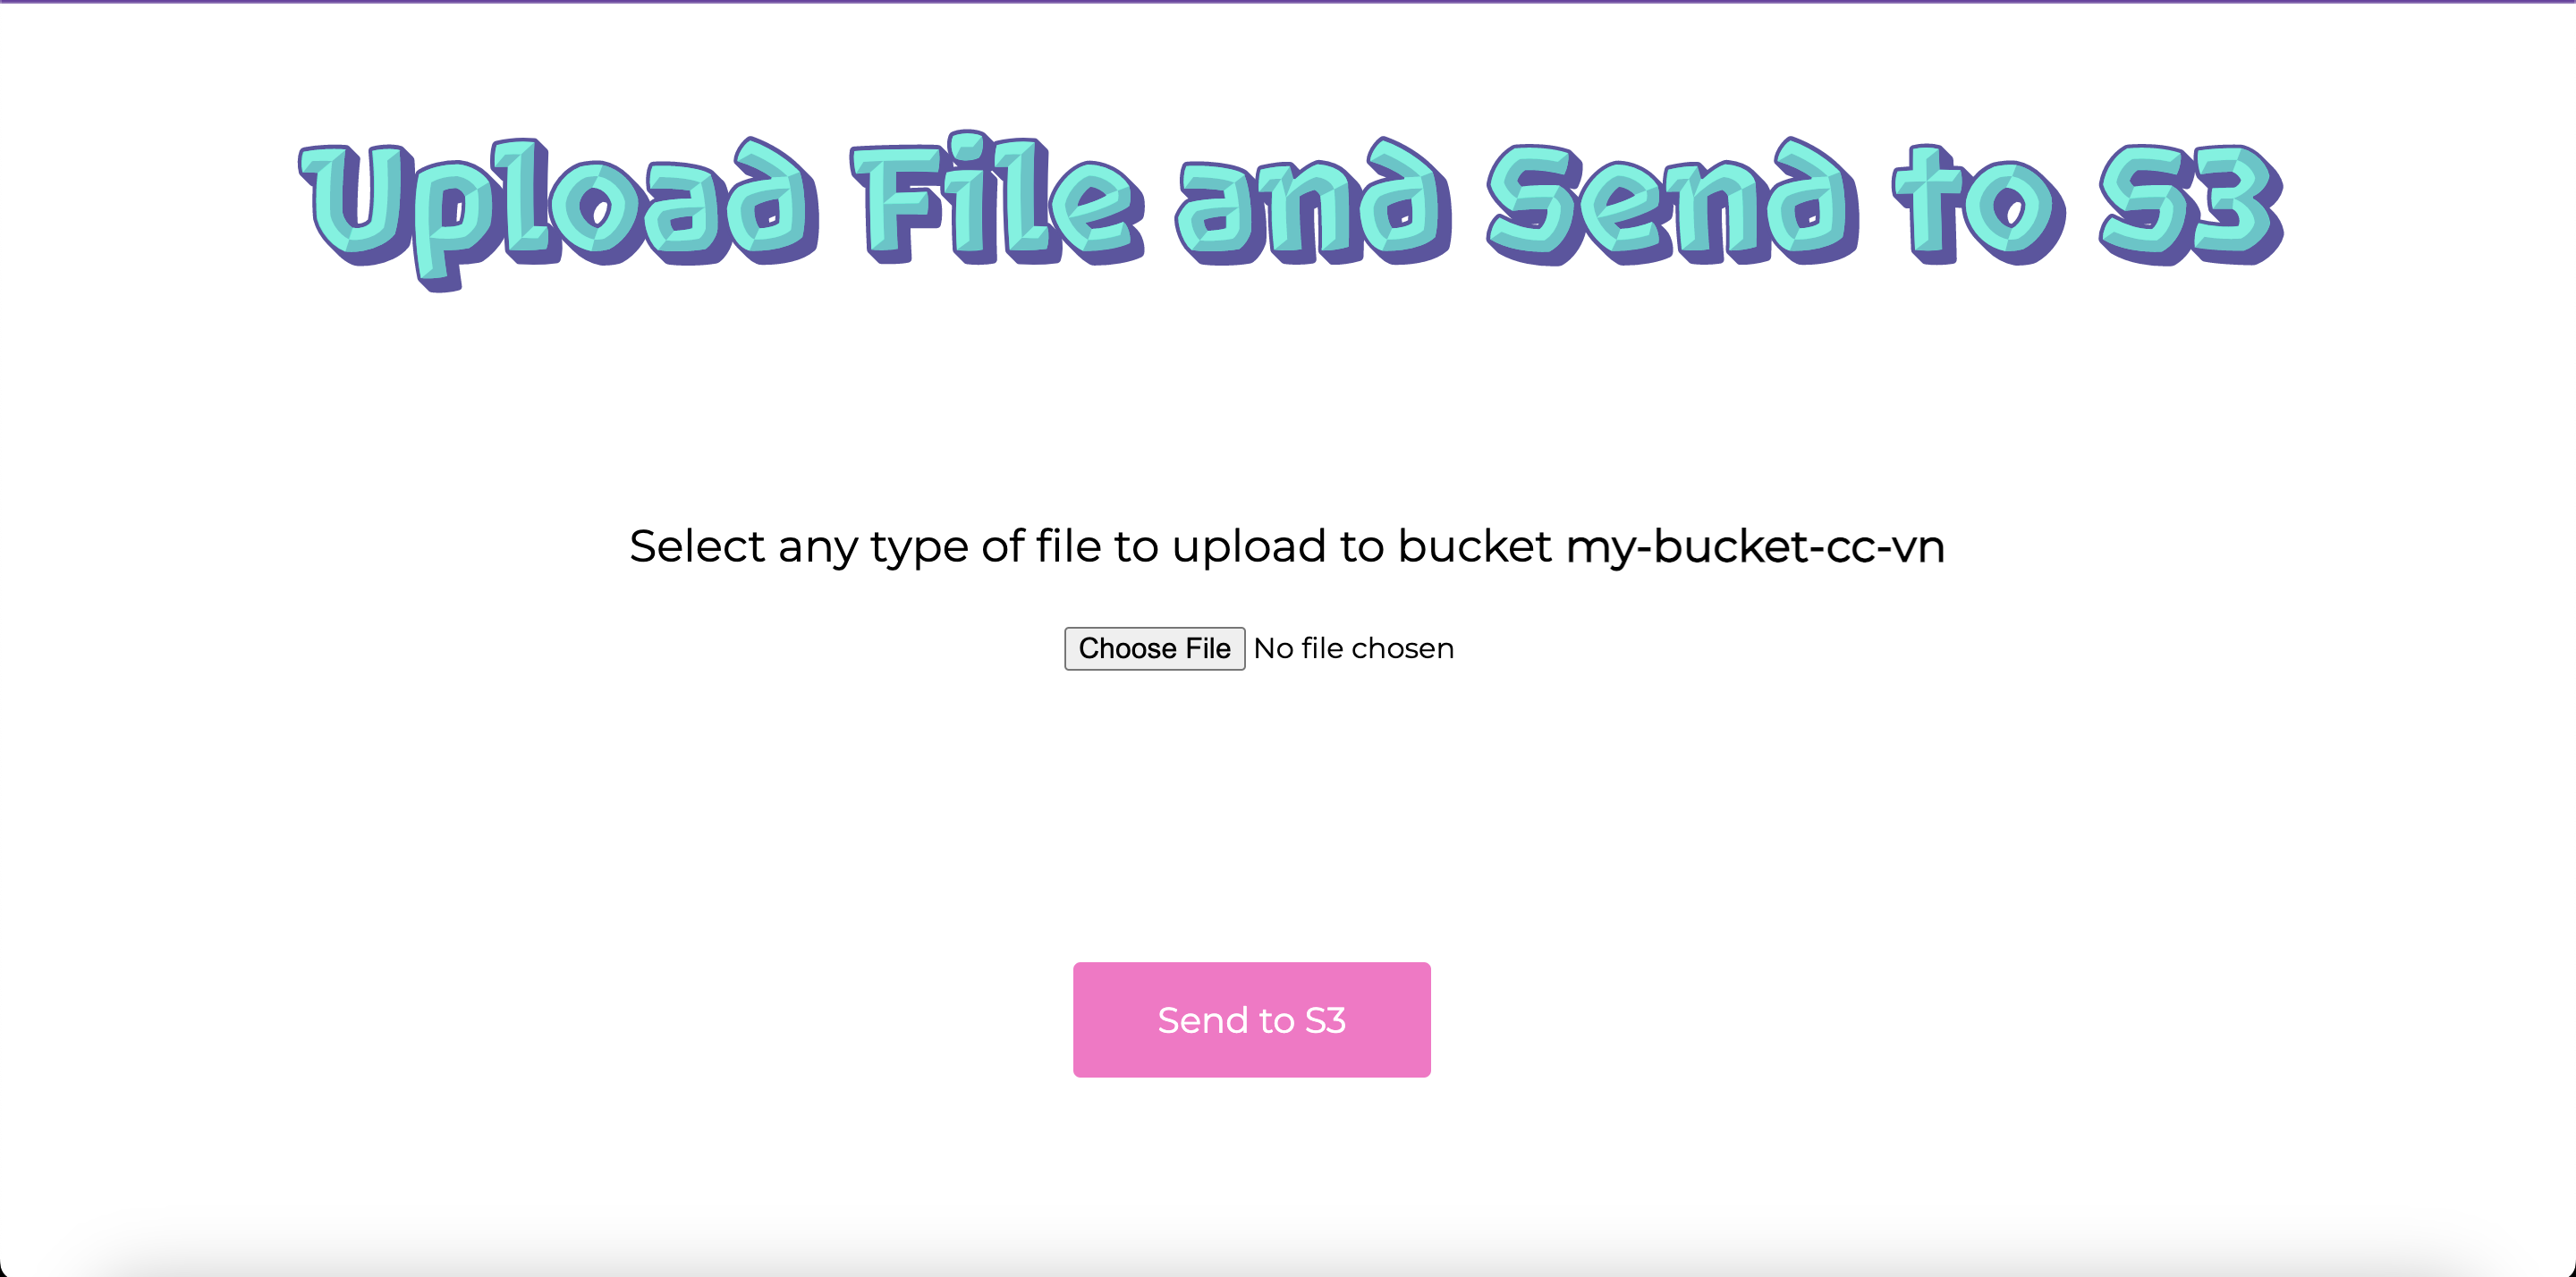 Upload File and Send to S3
Select any type of file to upload to bucket my-bucket-cc-vn
Choose File No file chosen
Send to S3